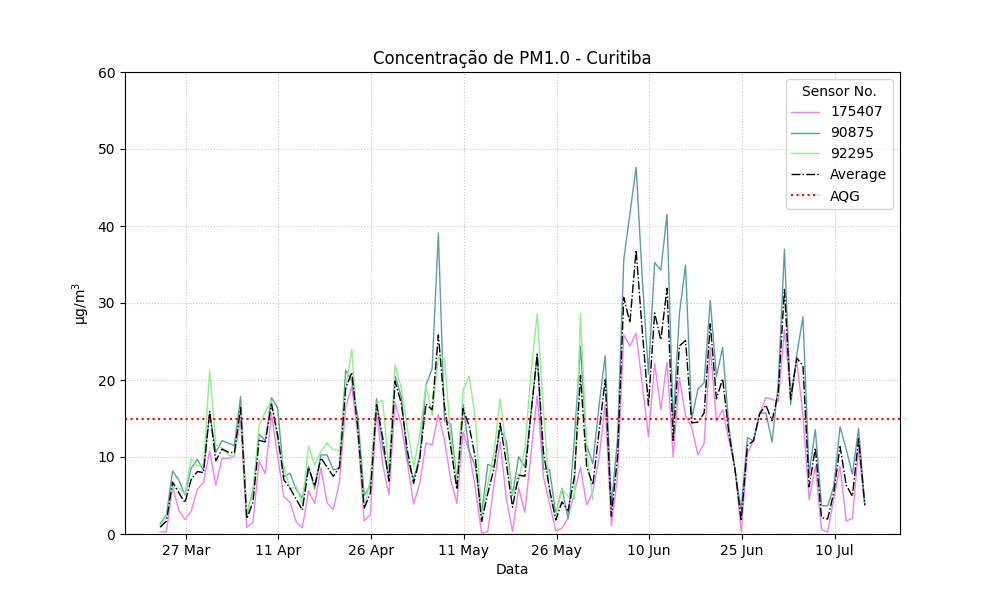 Concentração de PM1.0 - Curitiba
60
50
40
30
20
10
0
µg/m³
Sensor No.
175407
90875
92295
Average
AQG
27 Mar
11 Apr
26 Apr
11 May
26 May
10 Jun
25 Jun
10 Jul
Data